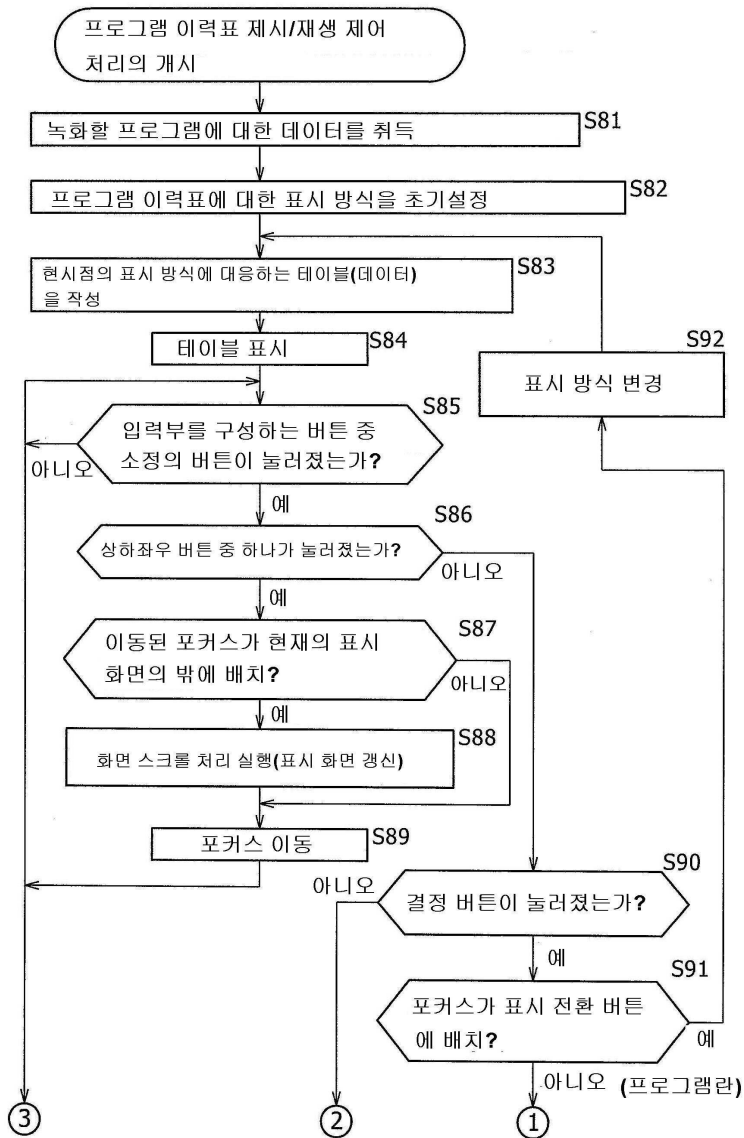 프로그램 이력표 제시/재생 제어
처리의 개시
S81
녹화할 프로그램에 대한 데이터를 취득
S82
프로그램 이력표에 대한 표시 방식을 초기설정
S83
현시점의 표시 방식에 대응하는 테이블(데이터)
을 작성
S84
테이블 표시
S92
표시 방식 변경
S85
입력부를 구성하는 버튼 중
소정의 버튼이 눌러졌는가?
아니오
예
S86
상하좌우 버튼 중 하나가 눌러졌는가?
아니오
예
S87
이동된 포커스가 현재의 표시
화면의 밖에 배치?
아니오
예
S88
화면 스크롤 처리 실행(표시 화면 갱신)
S89
포커스 이동
S90
아니오
결정 버튼이 눌러졌는가?
예
S91
포커스가 표시 전환 버튼
에 배치?
예
아니오 (프로그램란)
3
2
1